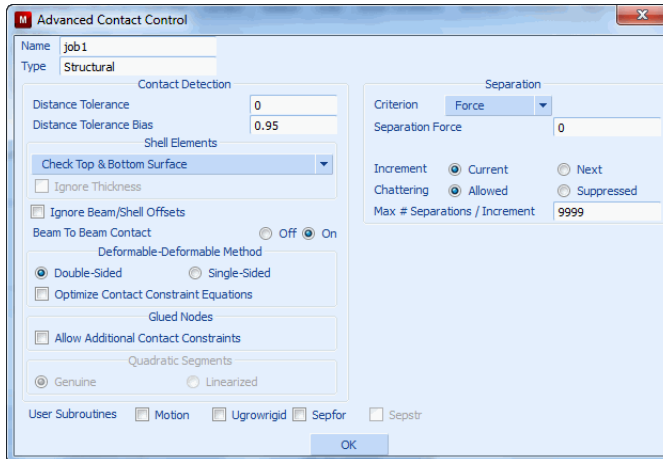 M Advanced Contact Control
X
Name job1
Type Structural
Contact Detection
Distance Tolerance 0
Distance Tolerance Bias 0.95
Shell Elements
Check Top & Bottom Surface
Ignore Thickness
Ignore Beam/Shell Offsets
Beam To Beam Contact Off On
Deformable-Deformable Method
Double-Sided Single-Sided
Optimize Contact Constraint Equations
Glued Nodes
Allow Additional Contact Constraints
Quadratic Segments
Genuine Linearized
Separation
Criterion Force
Separation Force 0
Increment Current Next
Chattering Allowed Suppressed
Max # Separations / Increment 9999
User Subroutines Motion Ugrowrigid Sepfor Sepstr
OK